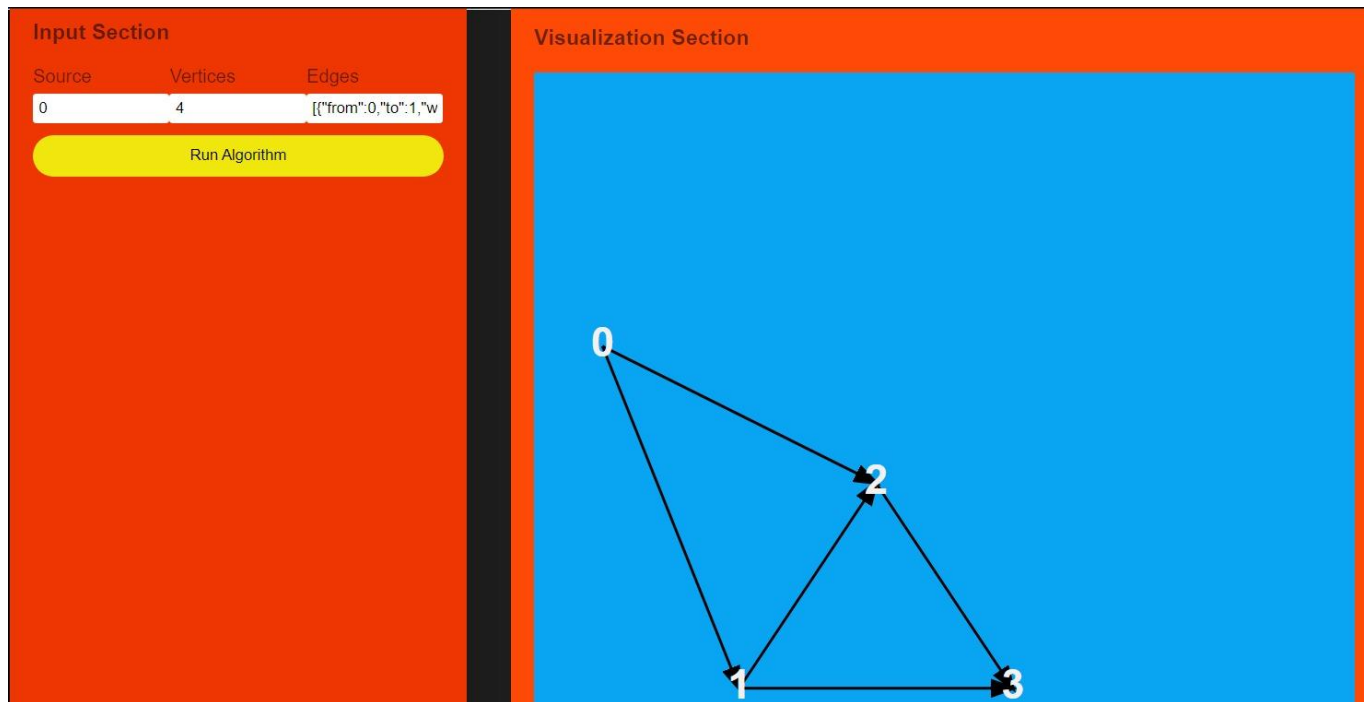 Input Section
Source Vertices Edges
0 4 [{"from":0,"to":1,"w
Run Algorithm
Visualization Section
0
2
1 3